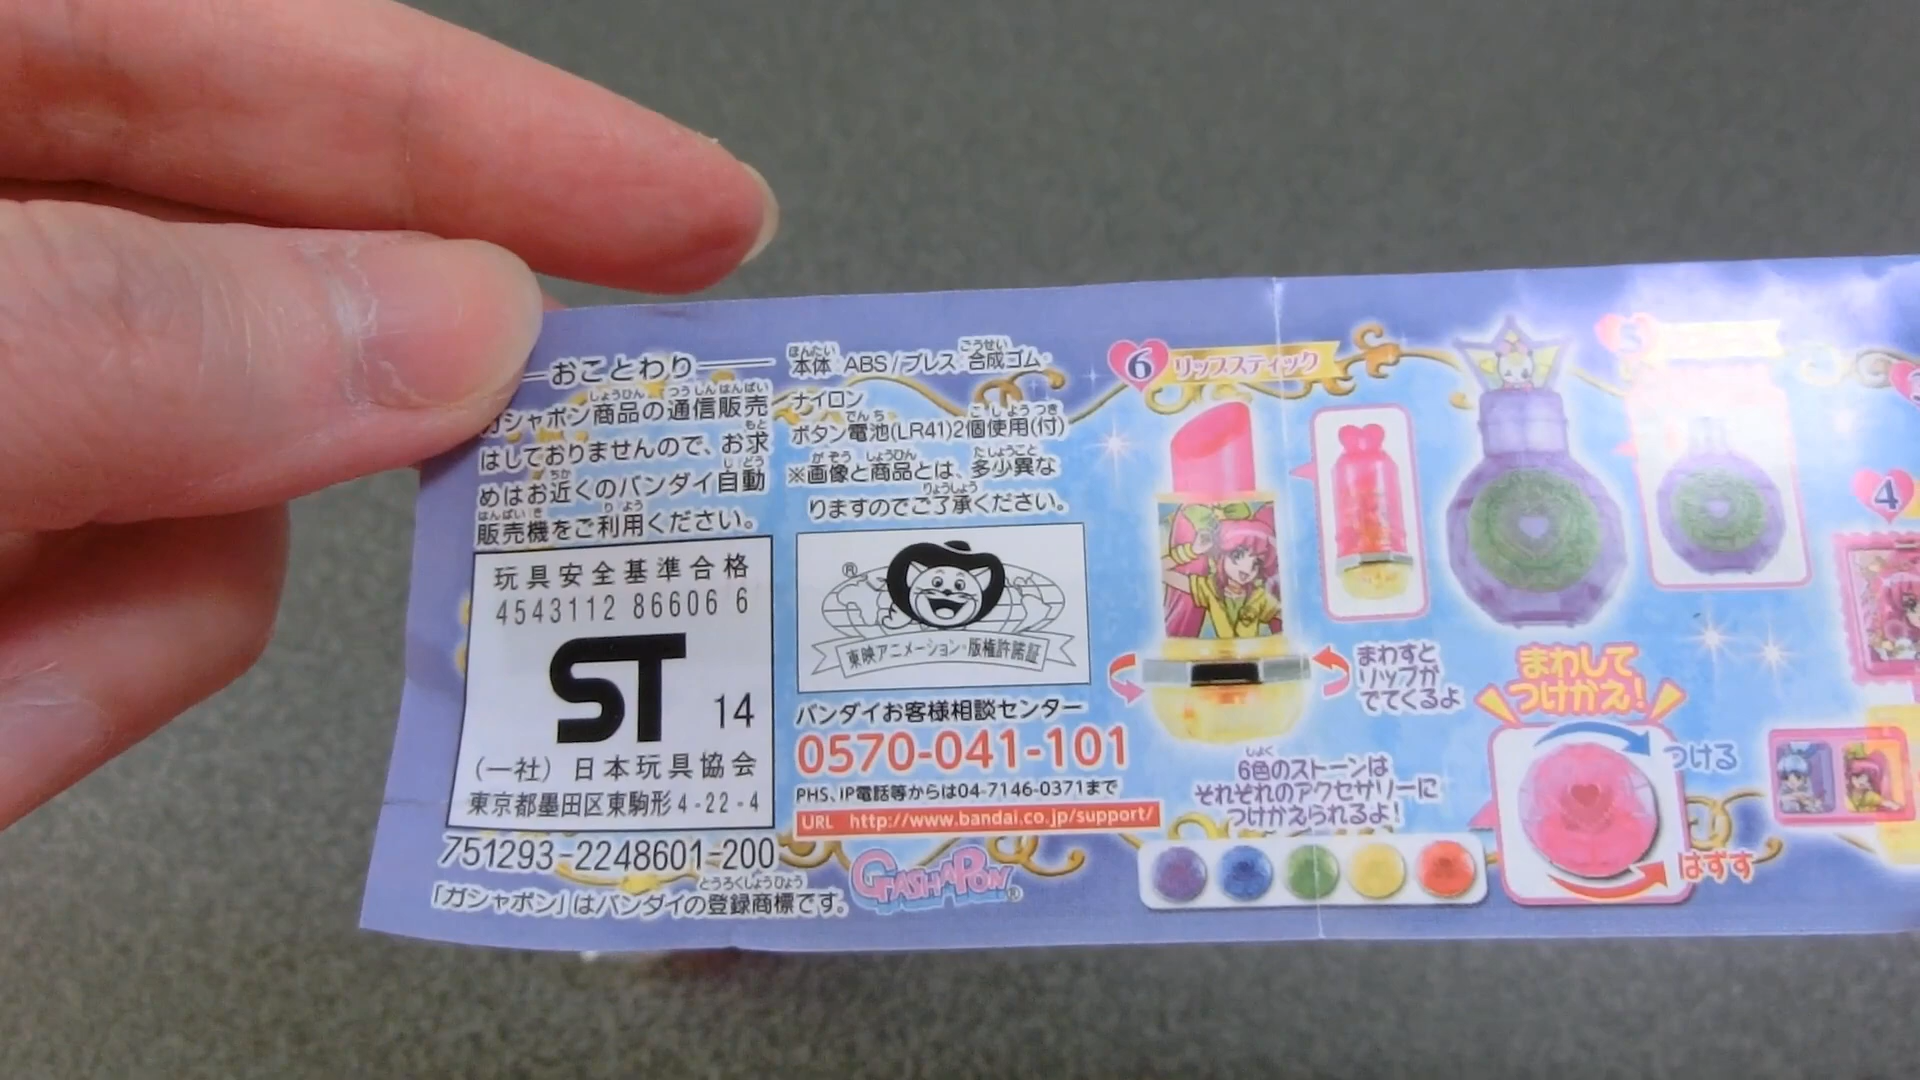 おことわり
ガシャポン商品の通信販売
はしておりませんので、お求
めはお近くのバンダイ自動
販売機をご利用ください。
玩具安全基準合格
4543112 86606 6
ST 14
(一社) 日本玩具協会
東京都墨田区東駒形4-22-4
751293-2248601-200
「ガシャポン」はバンダイの登録商標です。
本体:ABS/ブレス:合成ゴム・
ナイロン
ボタン電池(LR41)2個使用(付)
※画像と商品とは、多少異な
りますのでご了承ください。
®
東映アニメーション・版権許諾証
バンダイお客様相談センター
0570-041-101
PHS、IP電話等からは04-7146-0371まで
URL http://www.bandai.co.jp/support/
GASHAPON®
6 リップスティック
まわすと
リップが
でてくるよ
6色のストーンは
それぞれのアクセサリーに
つけかえられるよ!
5
まわして
つけかえ!
つける
はずす
4